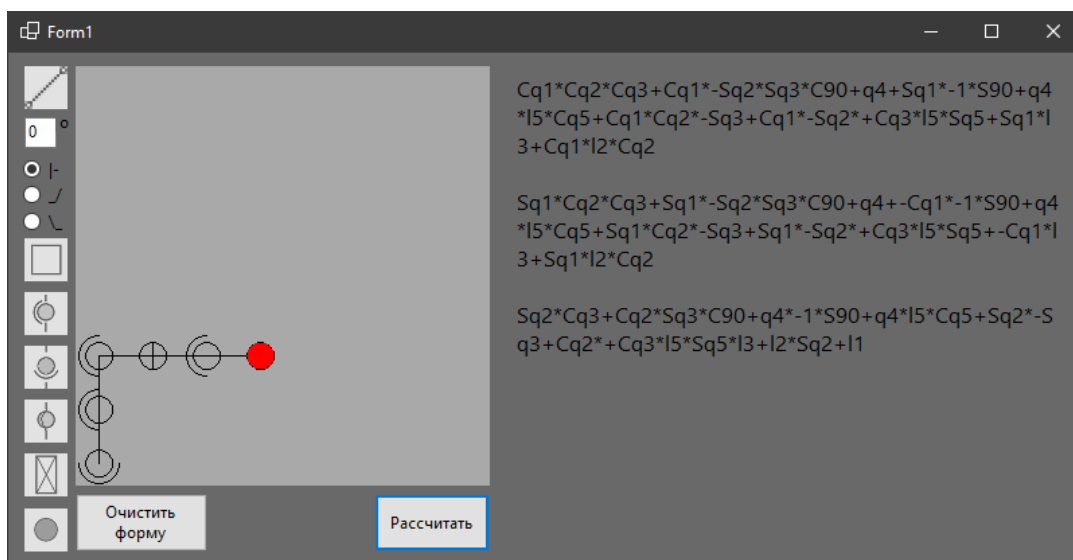 Form1
0 °
|-
_/
\_
Cq1*Cq2*Cq3+Cq1*-Sq2*Sq3*C90+q4+Sq1*-1*S90+q4
*l5*Cq5+Cq1*Cq2*-Sq3+Cq1*-Sq2*+Cq3*l5*Sq5+Sq1*l
3+Cq1*l2*Cq2
Sq1*Cq2*Cq3+Sq1*-Sq2*Sq3*C90+q4+-Cq1*-1*S90+q4
*l5*Cq5+Sq1*Cq2*-Sq3+Sq1*-Sq2*+Cq3*l5*Sq5+-Cq1*l
3+Sq1*l2*Cq2
Sq2*Cq3+Cq2*Sq3*C90+q4*-1*S90+q4*l5*Cq5+Sq2*-S
q3+Cq2*+Cq3*l5*Sq5*l3+l2*Sq2+l1
Очистить
форму
Рассчитать